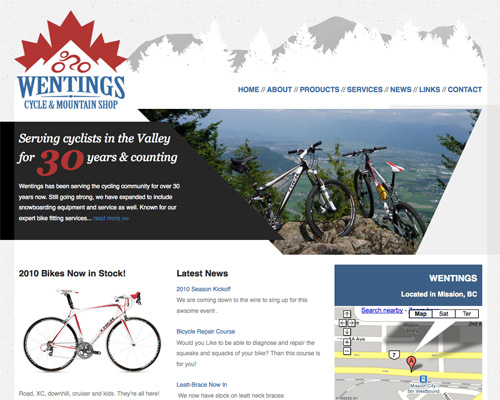 WENTINGS
CYCLE & MOUNTAIN SHOP
HOME // ABOUT // PRODUCTS // SERVICES // NEWS // LINKS // CONTACT
Serving cyclists in the Valley
for 30 years & counting
Wentings has been serving the cycling community for over 30
years now. Still going strong, we have expanded to include
snowboarding equipment and service as well. Known for our
expert bike fitting services... read more >>
2010 Bikes Now in Stock!
Road, XC, downhill, cruiser and kids. They're all here!
Latest News
2010 Season Kickoff
We are coming down to the wire to sing up for this
awsome event .
Bicycle Repair Course
Would you Like to be able to diagnose and repair the
squeaks and squacks of your bike? Than this course is
for you!
Leatt-Brace Now In
We now have stock on leatt neck braces
WENTINGS
Located in Mission, BC
Search nearby
Map Sat Ter
Mission
Library
1st Ave
7
A
Mission City
Stn Westbound
POWERED BY